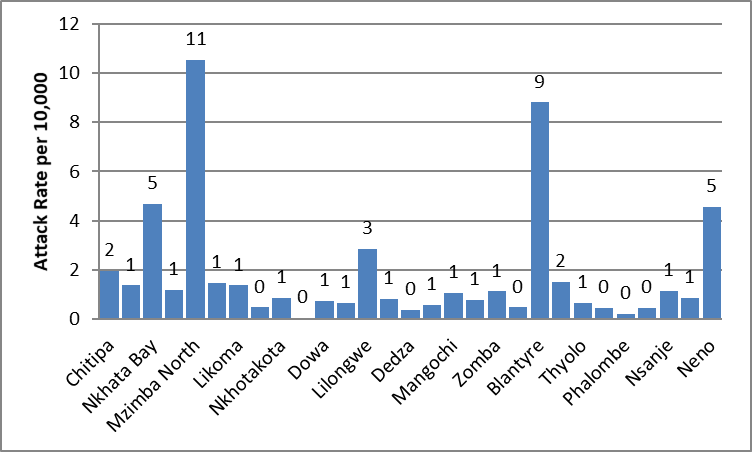 Attack Rate per 10,000
12
10
8
6
4
2
0
2
1
5
1
11
1
1
0
1
0
1
1
3
1
0
1
1
1
1
0
9
2
1
0
0
0
1
1
5
Chitipa
Nkhata Bay
Mzimba North
Likoma
Nkhotakota
Dowa
Lilongwe
Dedza
Mangochi
Zomba
Blantyre
Thyolo
Phalombe
Nsanje
Neno